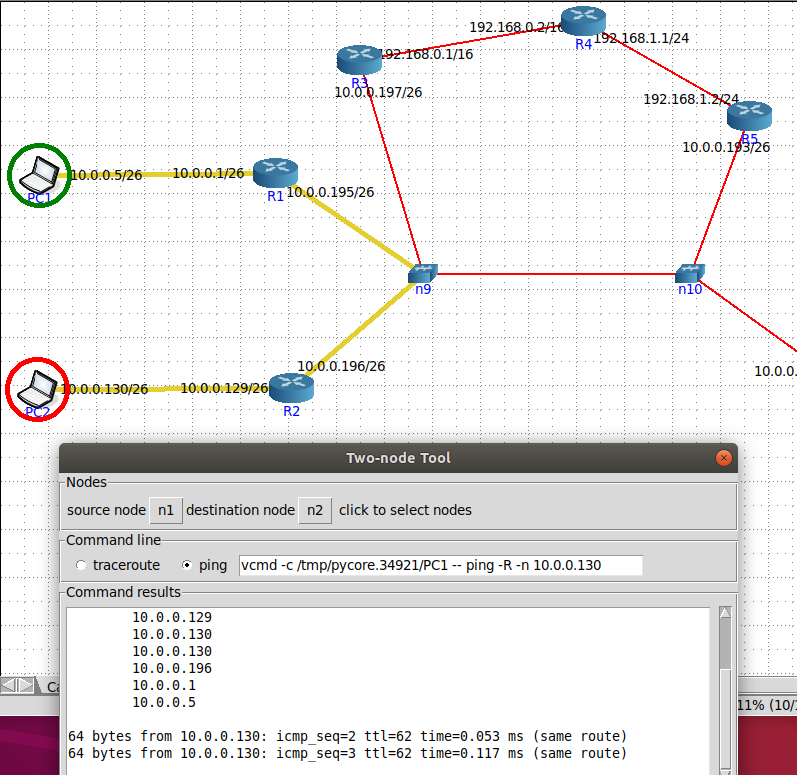 192.168.0.2/16
R4
192.168.1.1/24
192.168.0.1/16
R3
10.0.0.197/26
192.168.1.2/24
R5
10.0.0.193/26
10.0.0.5/26
10.0.0.1/26
PC1
R1
10.0.0.195/26
n9
n10
10.0.0.196/26
10.0.0.
10.0.0.130/26
10.0.0.129/26
PC2
R2
Two-node Tool
Nodes
source node n1 destination node n2 click to select nodes
Command line
traceroute ping vcmd -c /tmp/pycore.34921/PC1 -- ping -R -n 10.0.0.130
Command results
10.0.0.129
10.0.0.130
10.0.0.130
10.0.0.196
10.0.0.1
10.0.0.5
64 bytes from 10.0.0.130: icmp_seq=2 ttl=62 time=0.053 ms (same route)
64 bytes from 10.0.0.130: icmp_seq=3 ttl=62 time=0.117 ms (same route)